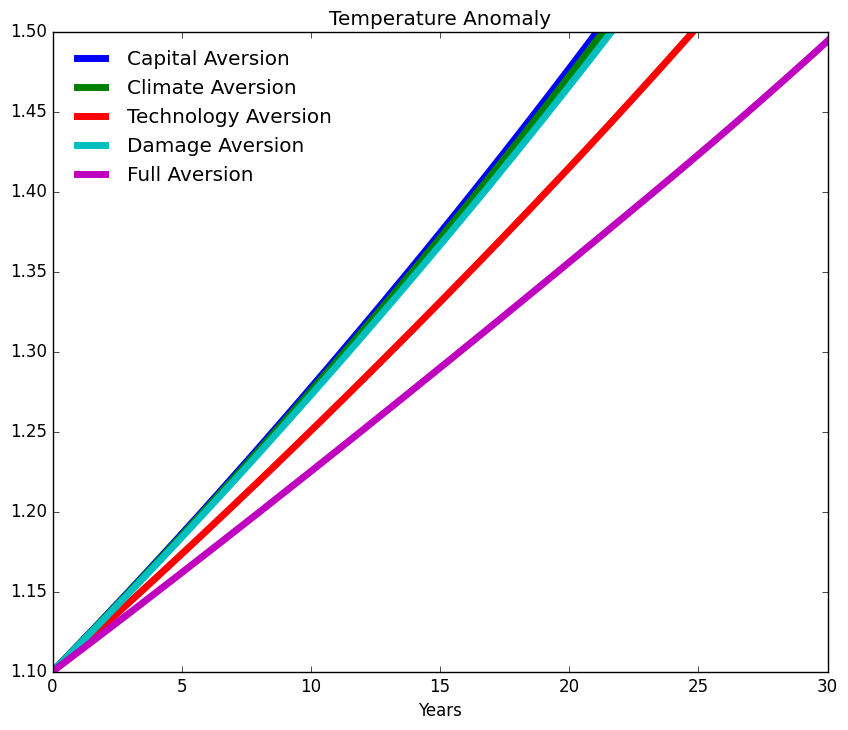 Temperature Anomaly
1.50
1.45
1.40
1.35
1.30
1.25
1.20
1.15
1.10
Capital Aversion
Climate Aversion
Technology Aversion
Damage Aversion
Full Aversion
0 5 10 15 20 25 30
Years